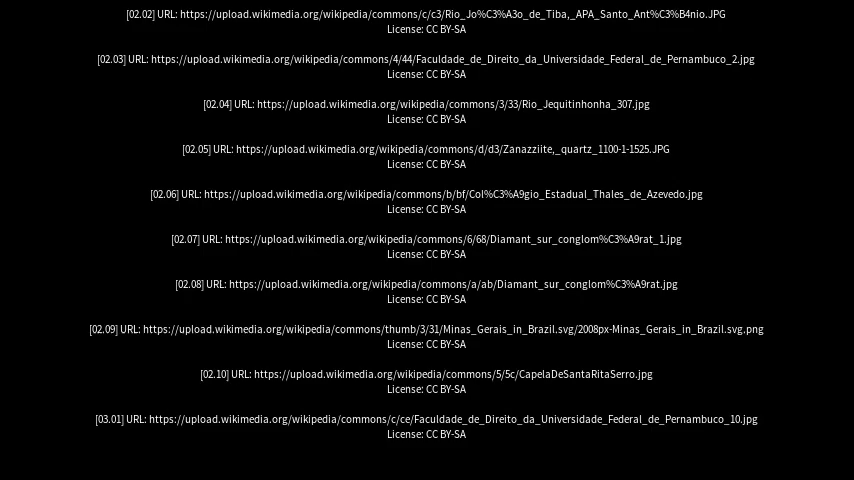 [02.02] URL: https://upload.wikimedia.org/wikipedia/commons/c/c3/Rio_Jo%C3%A3o_de_Tiba,_APA_Santo_Ant%C3%B4nio.JPG
License: CC BY-SA
[02.03] URL: https://upload.wikimedia.org/wikipedia/commons/4/44/Faculdade_de_Direito_da_Universidade_Federal_de_Pernambuco_2.jpg
License: CC BY-SA
[02.04] URL: https://upload.wikimedia.org/wikipedia/commons/3/33/Rio_Jequitinhonha_307.jpg
License: CC BY-SA
[02.05] URL: https://upload.wikimedia.org/wikipedia/commons/d/d3/Zanazziite,_quartz_1100-1-1525.JPG
License: CC BY-SA
[02.06] URL: https://upload.wikimedia.org/wikipedia/commons/b/bf/Col%C3%A9gio_Estadual_Thales_de_Azevedo.jpg
License: CC BY-SA
[02.07] URL: https://upload.wikimedia.org/wikipedia/commons/6/68/Diamant_sur_conglom%C3%A9rat_1.jpg
License: CC BY-SA
[02.08] URL: https://upload.wikimedia.org/wikipedia/commons/a/ab/Diamant_sur_conglom%C3%A9rat.jpg
License: CC BY-SA
[02.09] URL: https://upload.wikimedia.org/wikipedia/commons/thumb/3/31/Minas_Gerais_in_Brazil.svg/2008px-Minas_Gerais_in_Brazil.svg.png
License: CC BY-SA
[02.10] URL: https://upload.wikimedia.org/wikipedia/commons/5/5c/CapelaDeSantaRitaSerro.jpg
License: CC BY-SA
[03.01] URL: https://upload.wikimedia.org/wikipedia/commons/c/ce/Faculdade_de_Direito_da_Universidade_Federal_de_Pernambuco_10.jpg
License: CC BY-SA